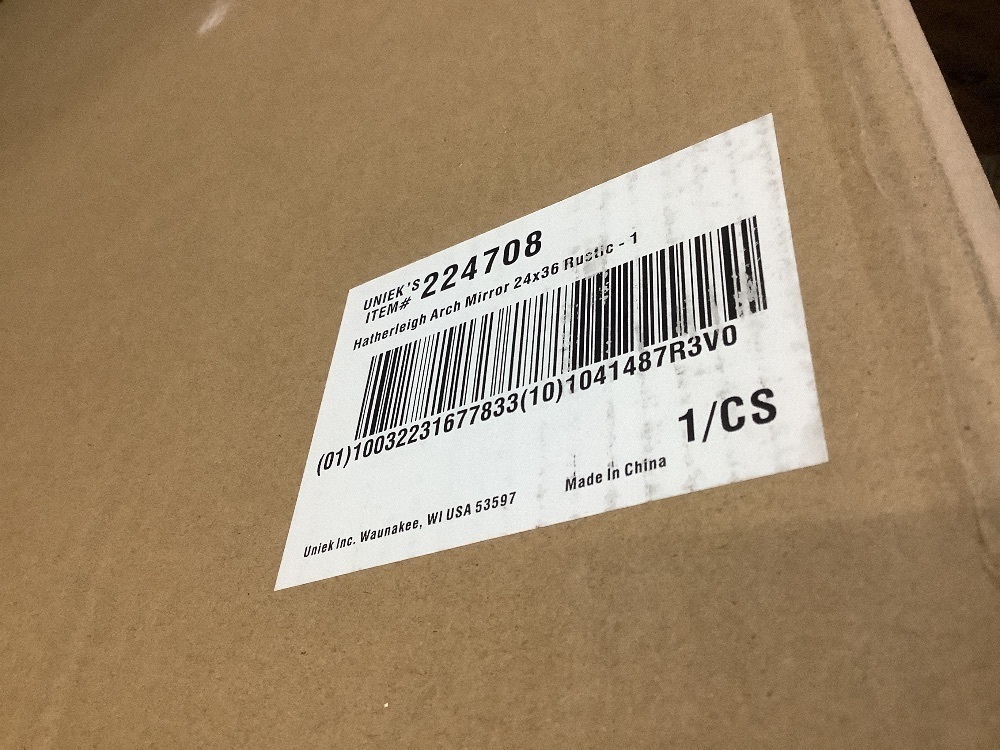 UNIEK'S
ITEM# 224708
Hatherleigh Arch Mirror 24x36 Rustic - 1
(01)10032231677833(10)1041487R3V0
1/CS
Made In China
Uniek Inc. Waunakee, WI USA 53597